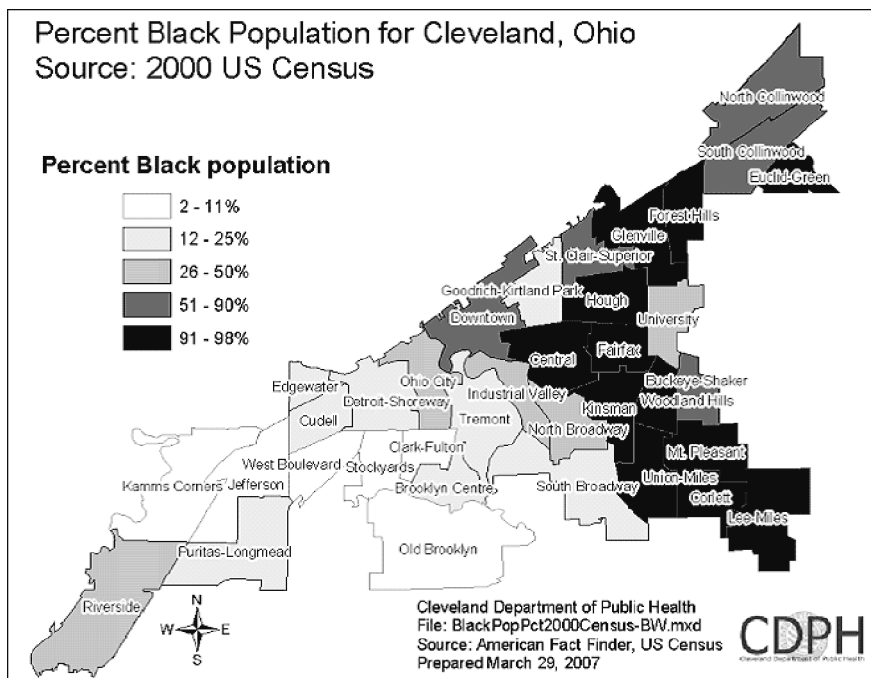 Percent Black Population for Cleveland, Ohio
Source: 2000 US Census
Percent Black population
2 - 11%
12 - 25%
26 - 50%
51 - 90%
91 - 98%
North Collinwood
South Collinwood
Euclid-Green
Forest Hills
Glenville
St. Clair-Superior
Goodrich-Kirtland Park
Hough
University
Downtown
Fairfax
Central
Buckeye-Shaker
Woodland Hills
Ohio City
Industrial Valley
Edgewater
Detroit-Shoreway
Kinsman
Cudell
Tremont
North Broadway
Mt. Pleasant
Clark-Fulton
West Boulevard
Stockyards
Union-Miles
Kamms Corners
Jefferson
Brooklyn Centre
South Broadway
Corlett
Lee-Miles
Puritas-Longmead
Old Brooklyn
Riverside
N
W
E
S
Cleveland Department of Public Health
File: BlackPopPct2000Census-BW.mxd
Source: American Fact Finder, US Census
Prepared March 29, 2007
CDPH
Cleveland Department of Public Health